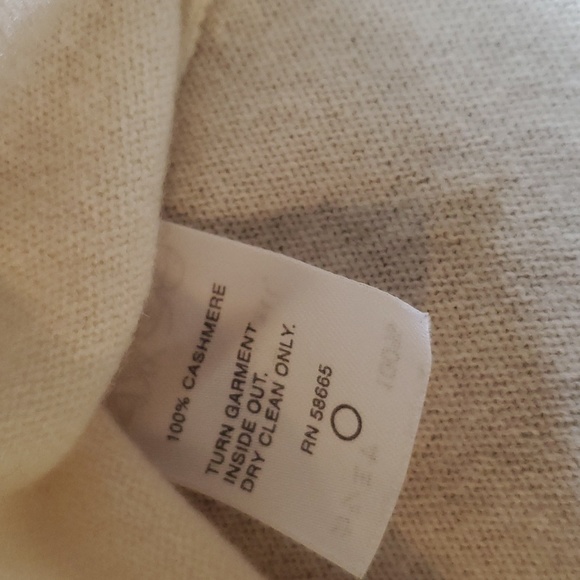 100% CASHMERE
TURN GARMENT
INSIDE OUT.
DRY CLEAN ONLY.
RN 58665